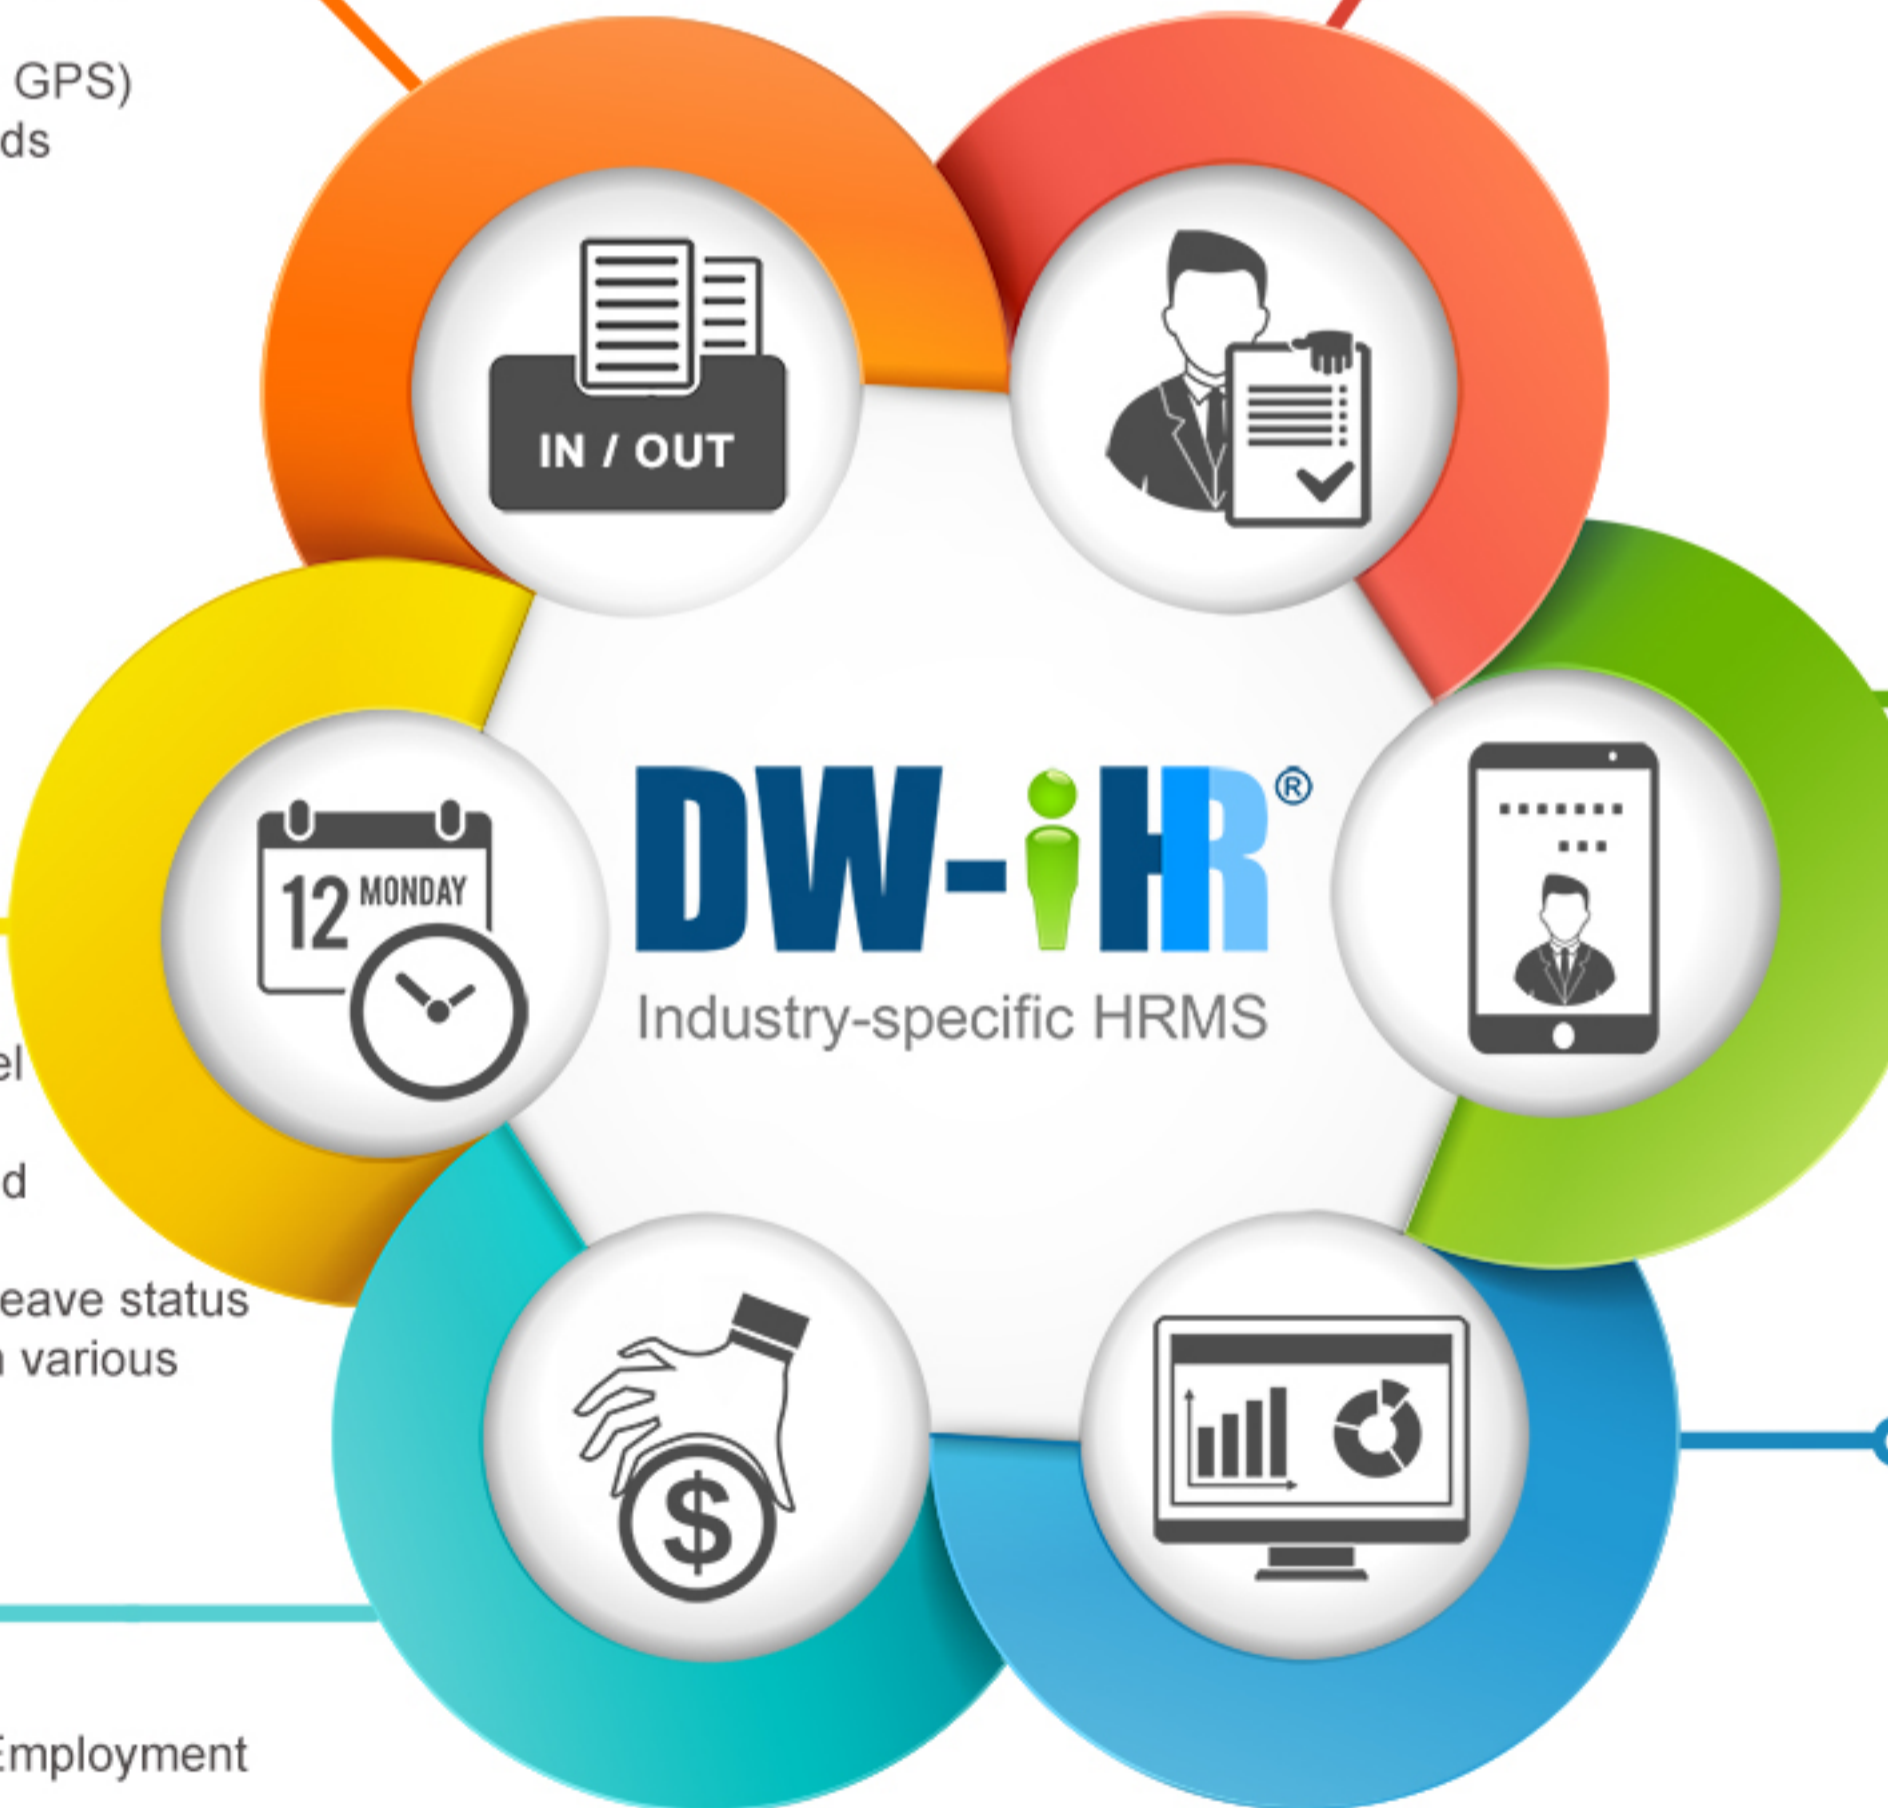 GPS)
ds
IN / OUT
12 MONDAY
DW-iHR®
Industry-specific HRMS
el
d
eave status
various
Employment
$